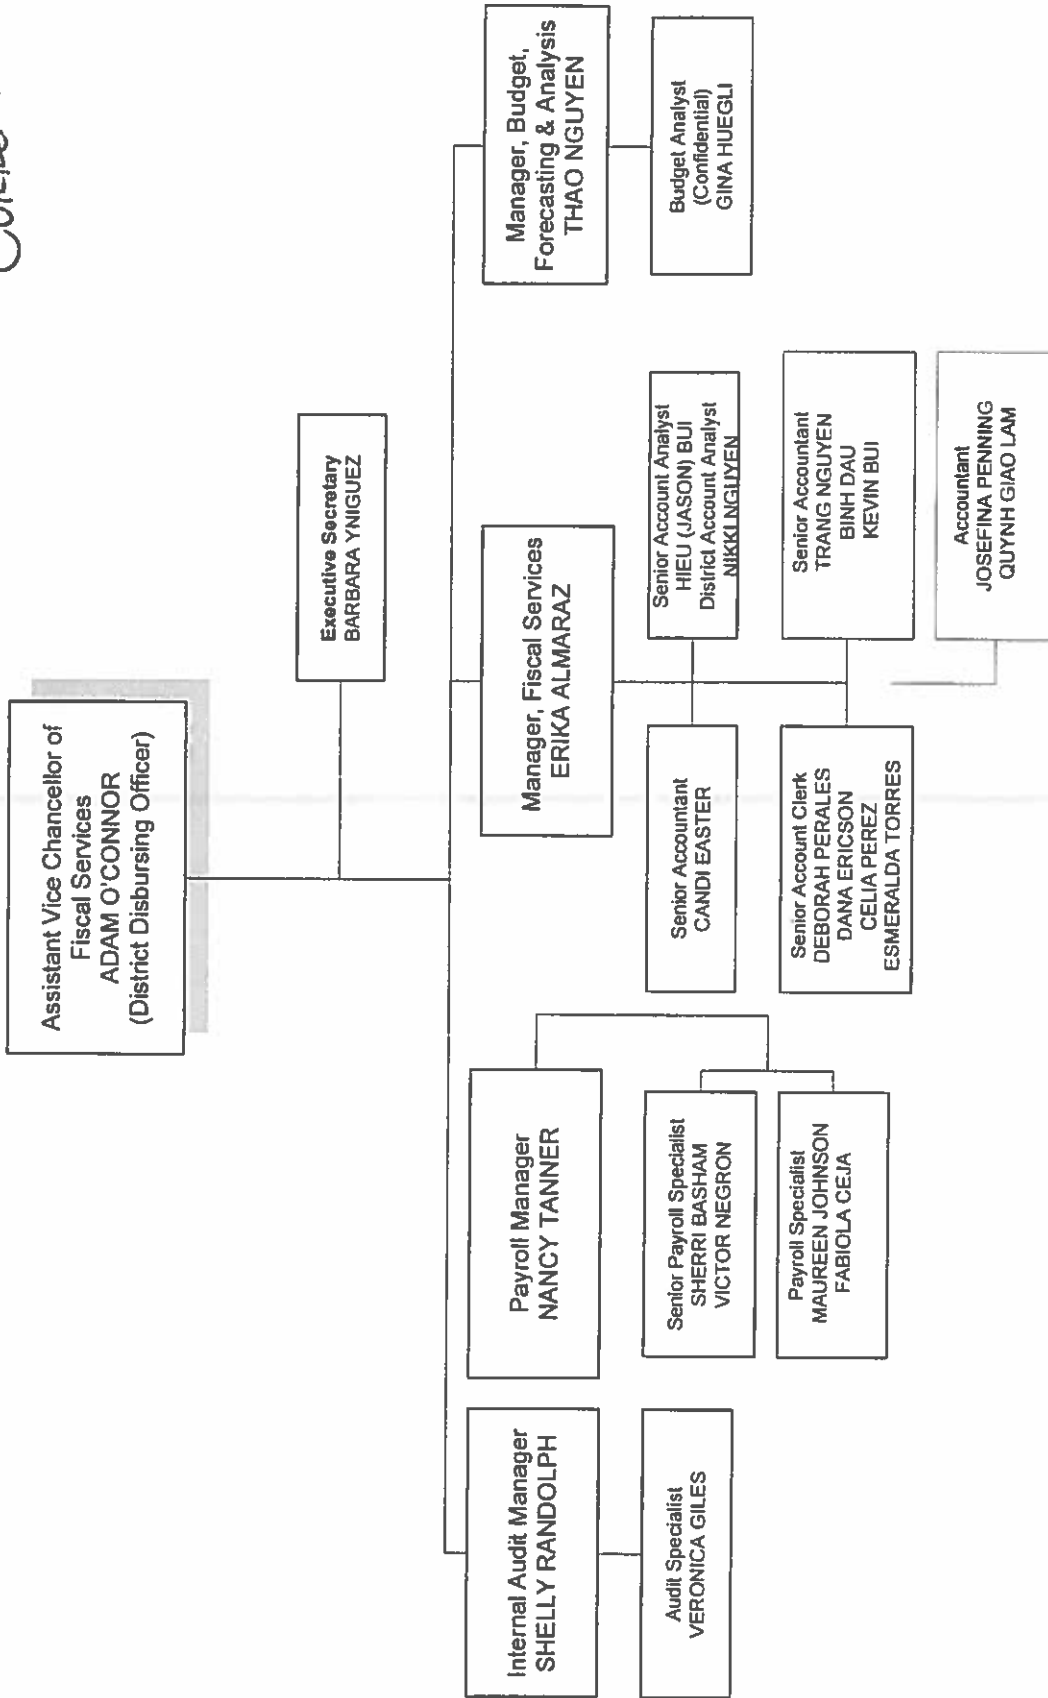 Assistant Vice Chancellor of
Fiscal Services
ADAM O'CONNOR
(District Disbursing Officer)
Executive Secretary
BARBARA YNIGUEZ
Internal Audit Manager
SHELLY RANDOLPH
Payroll Manager
NANCY TANNER
Manager, Fiscal Services
ERIKA ALMARAZ
Manager, Budget,
Forecasting & Analysis
THAO NGUYEN
Audit Specialist
VERONICA GILES
Senior Payroll Specialist
SHERRI BASHAM
VICTOR NEGRON
Payroll Specialist
MAUREEN JOHNSON
FABIOLA CEJA
Senior Accountant
CANDI EASTER
Senior Account Analyst
HIEU (JASON) BUI
District Account Analyst
NIKKI NGUYEN
Senior Account Clerk
DEBORAH PERALES
DANA ERICSON
CELIA PEREZ
ESMERALDA TORRES
Senior Accountant
TRANG NGUYEN
BINH DAU
KEVIN BUI
Accountant
JOSEFINA PENNING
QUYNH GIAO LAM
Budget Analyst
(Confidential)
GINA HUEGLI